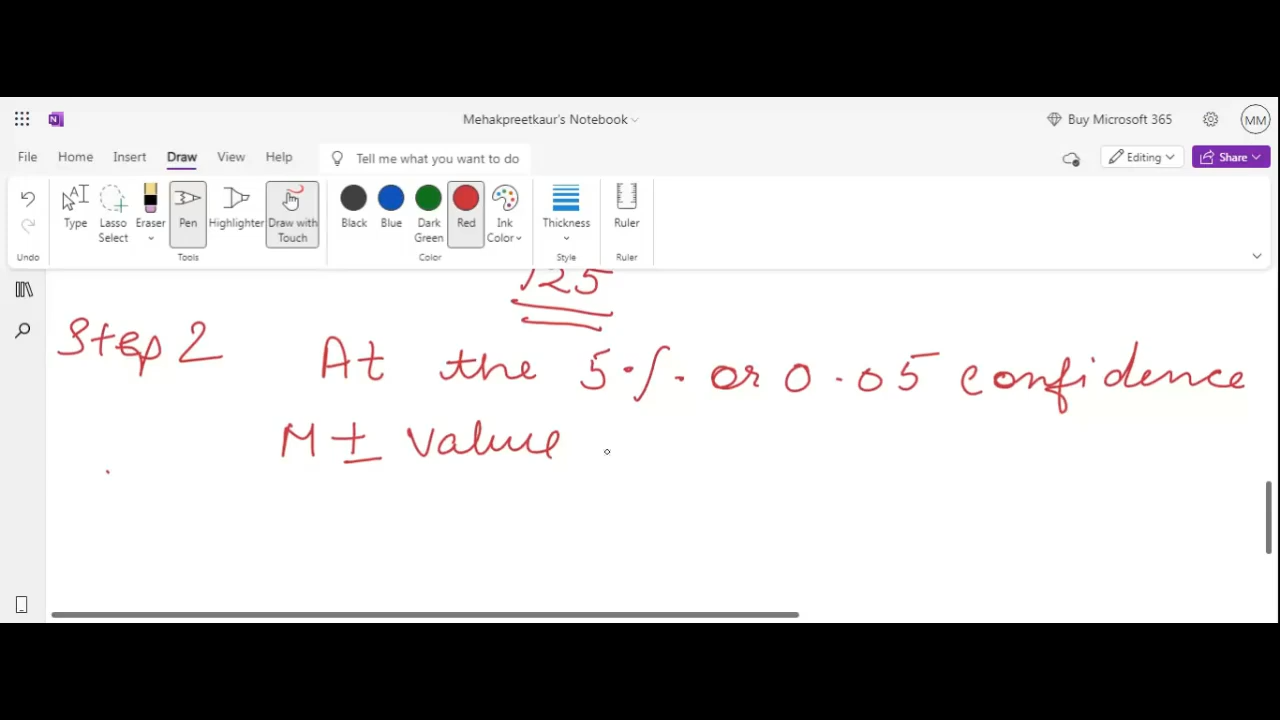 Mehakpreetkaur's Notebook
Buy Microsoft 365
MM
File Home Insert Draw View Help
Tell me what you want to do
Editing
Share
Type Lasso Select Eraser Pen Highlighter Draw with Touch
Black Blue Dark Green Red Ink Color
Thickness
Ruler
Undo Tools Color Style Ruler
125
Step 2 At the 5 %. or 0.05 confidence
M ± value